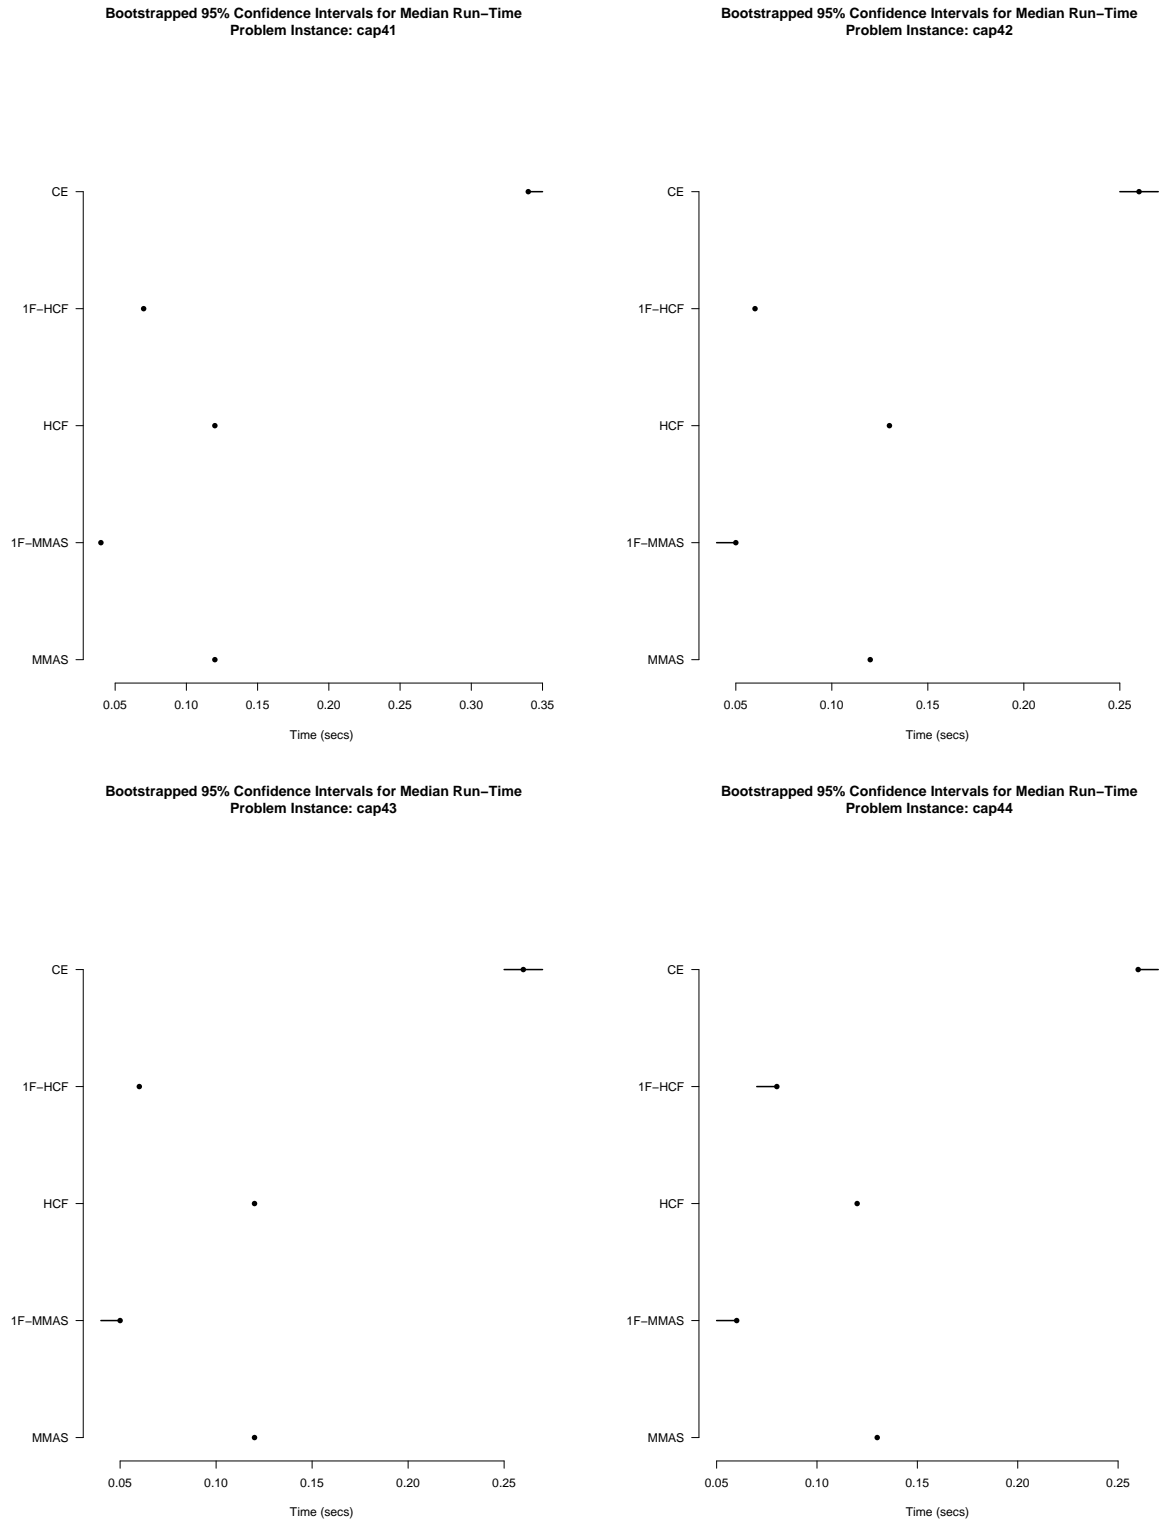 Bootstrapped 95% Confidence Intervals for Median Run−Time
Problem Instance: cap41
CE
1F−HCF
HCF
1F−MMAS
MMAS
0.05 0.10 0.15 0.20 0.25 0.30 0.35
Time (secs)
Bootstrapped 95% Confidence Intervals for Median Run−Time
Problem Instance: cap42
CE
1F−HCF
HCF
1F−MMAS
MMAS
0.05 0.10 0.15 0.20 0.25
Time (secs)
Bootstrapped 95% Confidence Intervals for Median Run−Time
Problem Instance: cap43
CE
1F−HCF
HCF
1F−MMAS
MMAS
0.05 0.10 0.15 0.20 0.25
Time (secs)
Bootstrapped 95% Confidence Intervals for Median Run−Time
Problem Instance: cap44
CE
1F−HCF
HCF
1F−MMAS
MMAS
0.05 0.10 0.15 0.20 0.25
Time (secs)